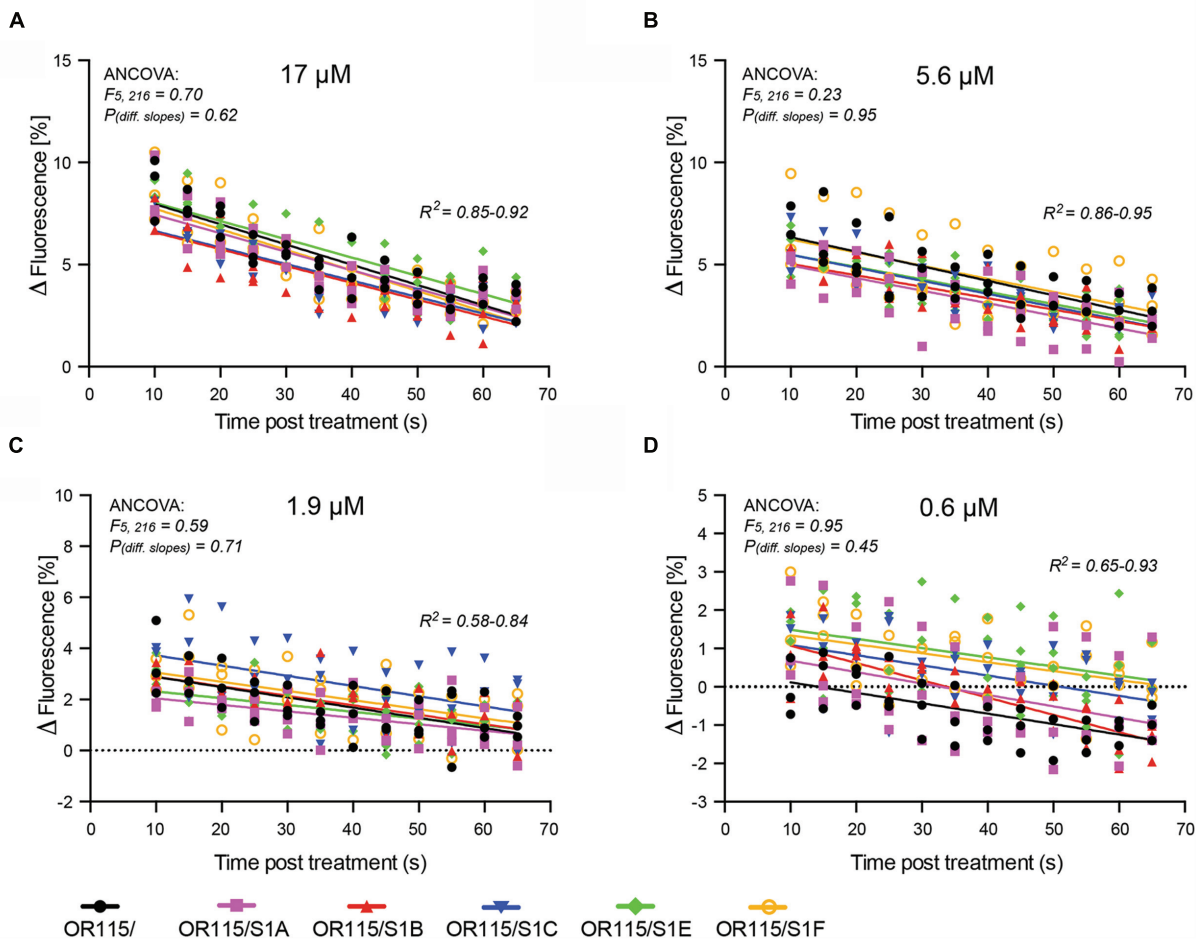 A
ANCOVA:
F5, 216 = 0.70
P(diff. slopes) = 0.62
17 µM
R2 = 0.85-0.92
Δ Fluorescence [%]
15
10
5
0
0 10 20 30 40 50 60 70
Time post treatment (s)
B
ANCOVA:
F5, 216 = 0.23
P(diff. slopes) = 0.95
5.6 µM
R2 = 0.86-0.95
Δ Fluorescence [%]
15
10
5
0
0 10 20 30 40 50 60 70
Time post treatment (s)
C
ANCOVA:
F5, 216 = 0.59
P(diff. slopes) = 0.71
1.9 µM
R2 = 0.58-0.84
Δ Fluorescence [%]
10
8
6
4
2
0
-2
0 10 20 30 40 50 60 70
Time post treatment (s)
D
ANCOVA:
F5, 216 = 0.95
P(diff. slopes) = 0.45
0.6 µM
R2 = 0.65-0.93
Δ Fluorescence [%]
5
4
3
2
1
0
-1
-2
-3
0 10 20 30 40 50 60 70
Time post treatment (s)
OR115/ OR115/S1A OR115/S1B OR115/S1C OR115/S1E OR115/S1F